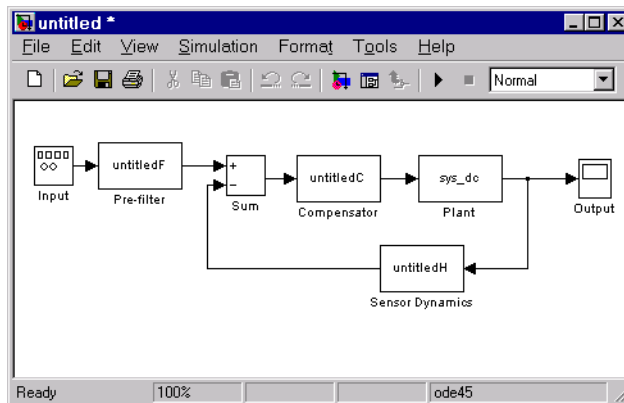 untitled *
File Edit View Simulation Format Tools Help
Normal
untitledF
+
−
untitledC
sys_dc
Input
Pre-filter
Sum
Compensator
Plant
Output
untitledH
Sensor Dynamics
Ready 100% ode45